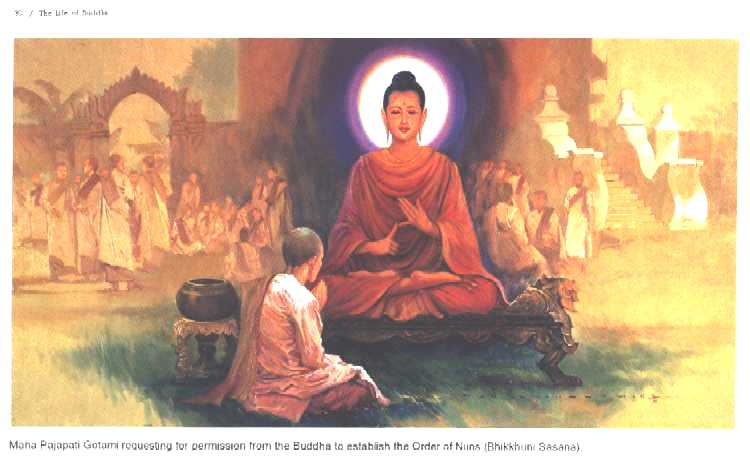 / The Life of Buddha
Maha Pajapati Gotami requesting for permission from the Buddha to establish the Order of Nuns (Bhikkhuni Sasana).